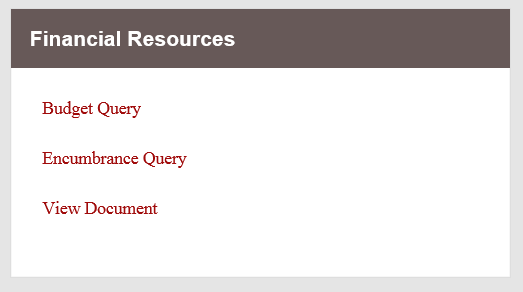 Financial Resources
Budget Query
Encumbrance Query
View Document